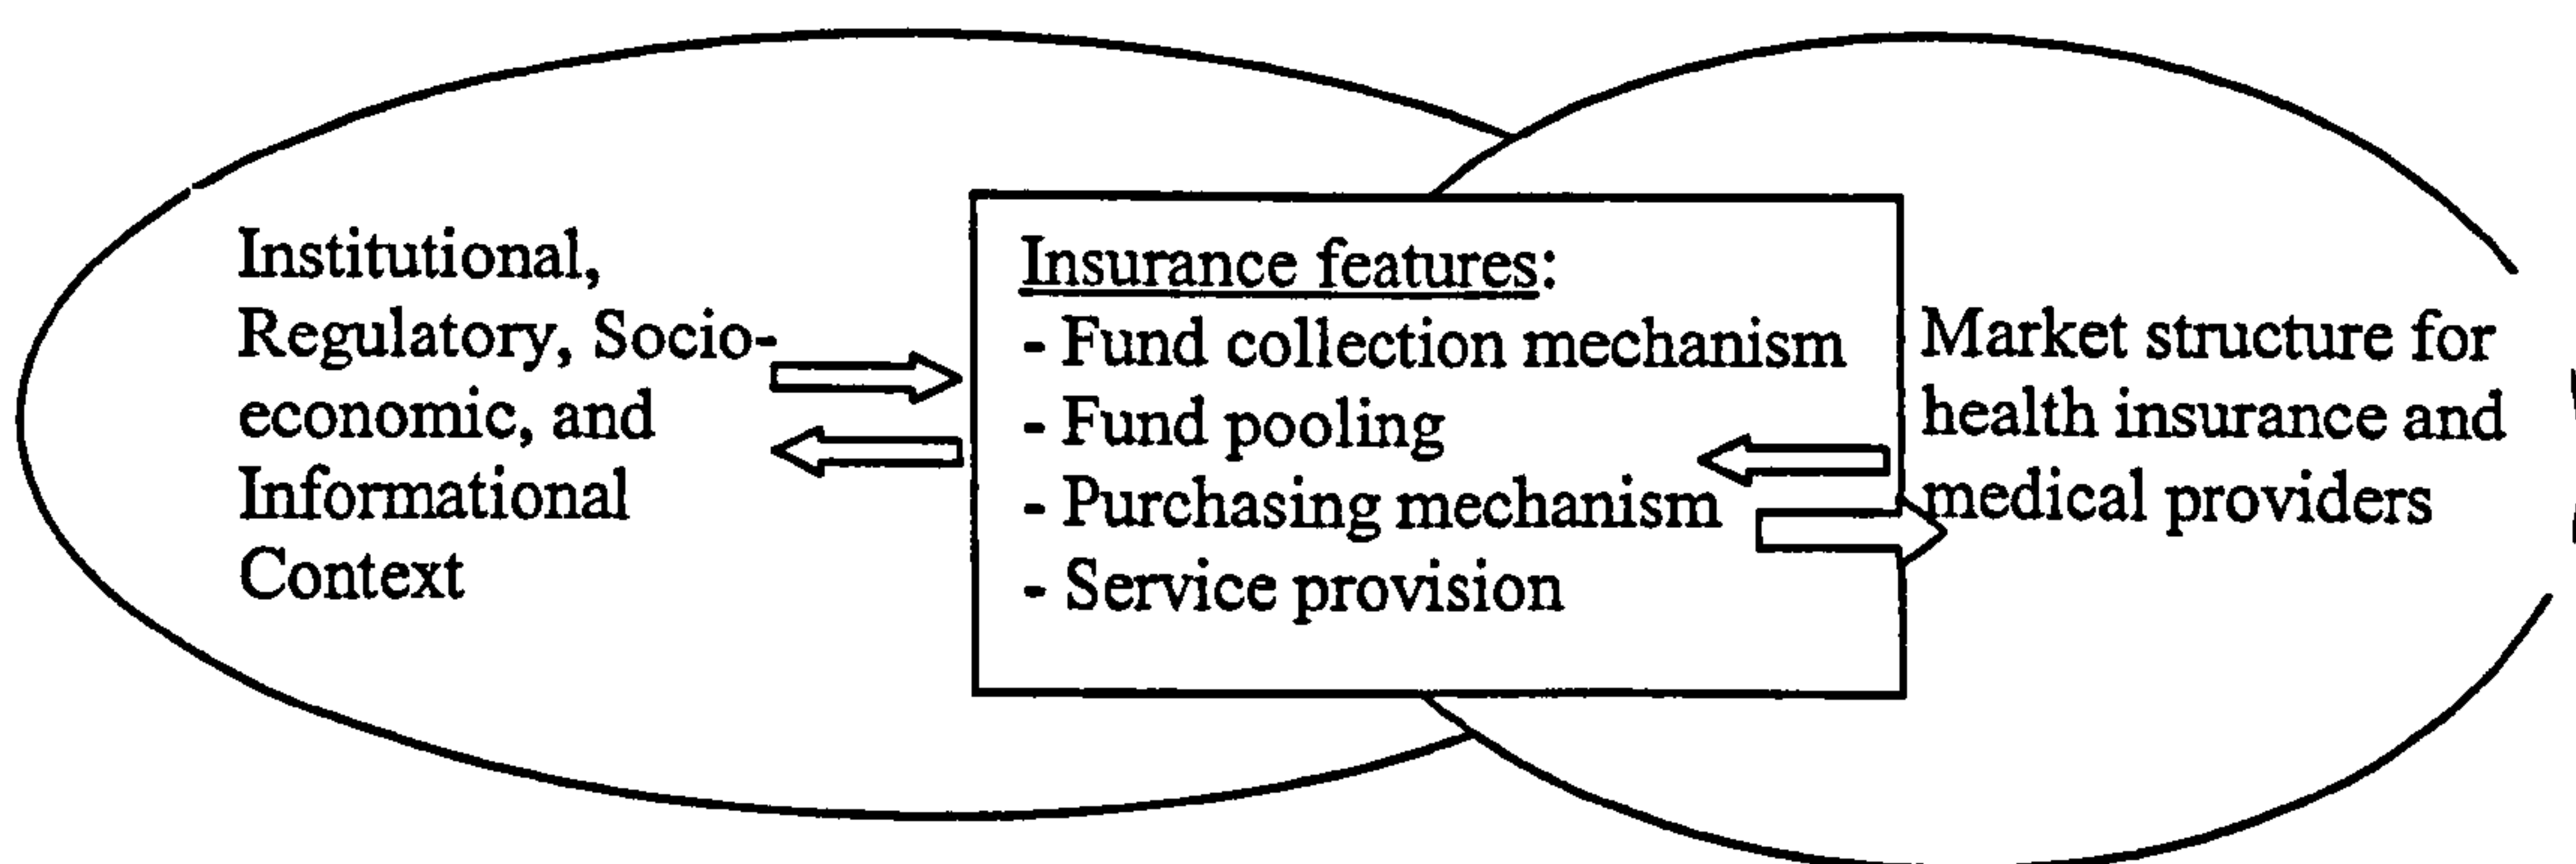 Institutional,
Regulatory, Socio-
economic, and
Informational
Context
Insurance features:
- Fund collection mechanism
- Fund pooling
- Purchasing mechanism
- Service provision
Market structure for
health insurance and
medical providers